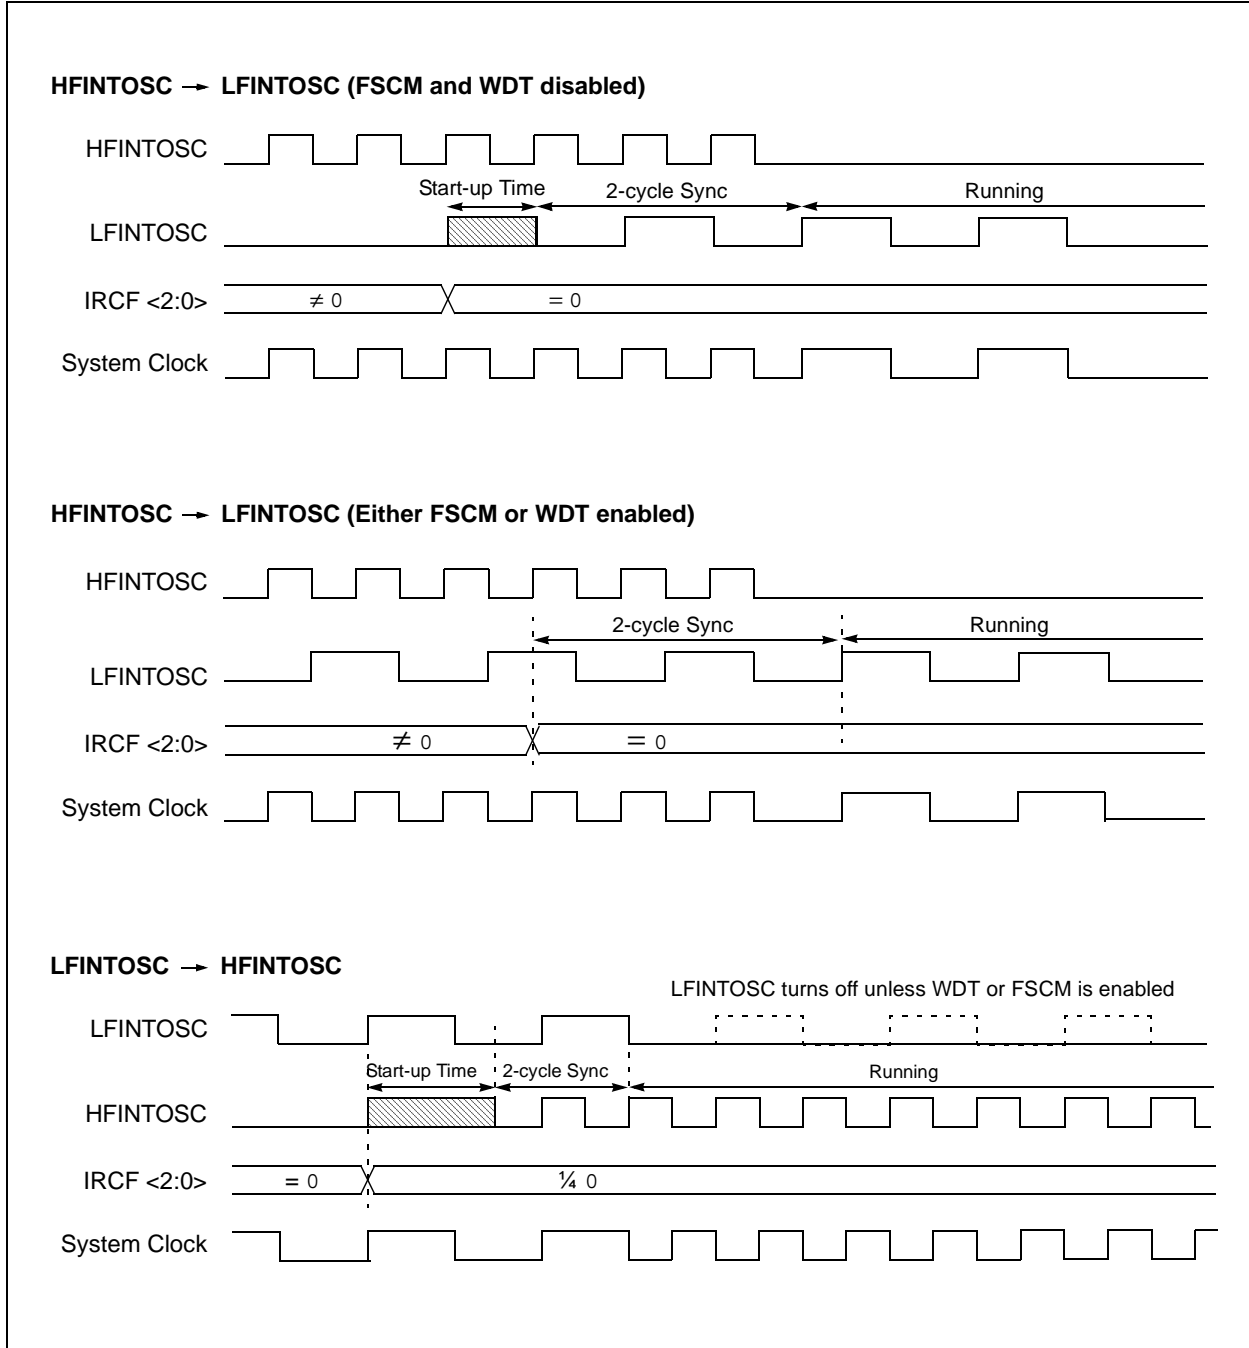 HFINTOSC → LFINTOSC (FSCM and WDT disabled)
HFINTOSC
Start-up Time 2-cycle Sync Running
LFINTOSC
IRCF <2:0> ≠ 0 = 0
System Clock
HFINTOSC → LFINTOSC (Either FSCM or WDT enabled)
HFINTOSC
2-cycle Sync Running
LFINTOSC
IRCF <2:0> ≠ 0 = 0
System Clock
LFINTOSC → HFINTOSC
LFINTOSC turns off unless WDT or FSCM is enabled
LFINTOSC
Start-up Time 2-cycle Sync Running
HFINTOSC
IRCF <2:0> = 0 ¼ 0
System Clock